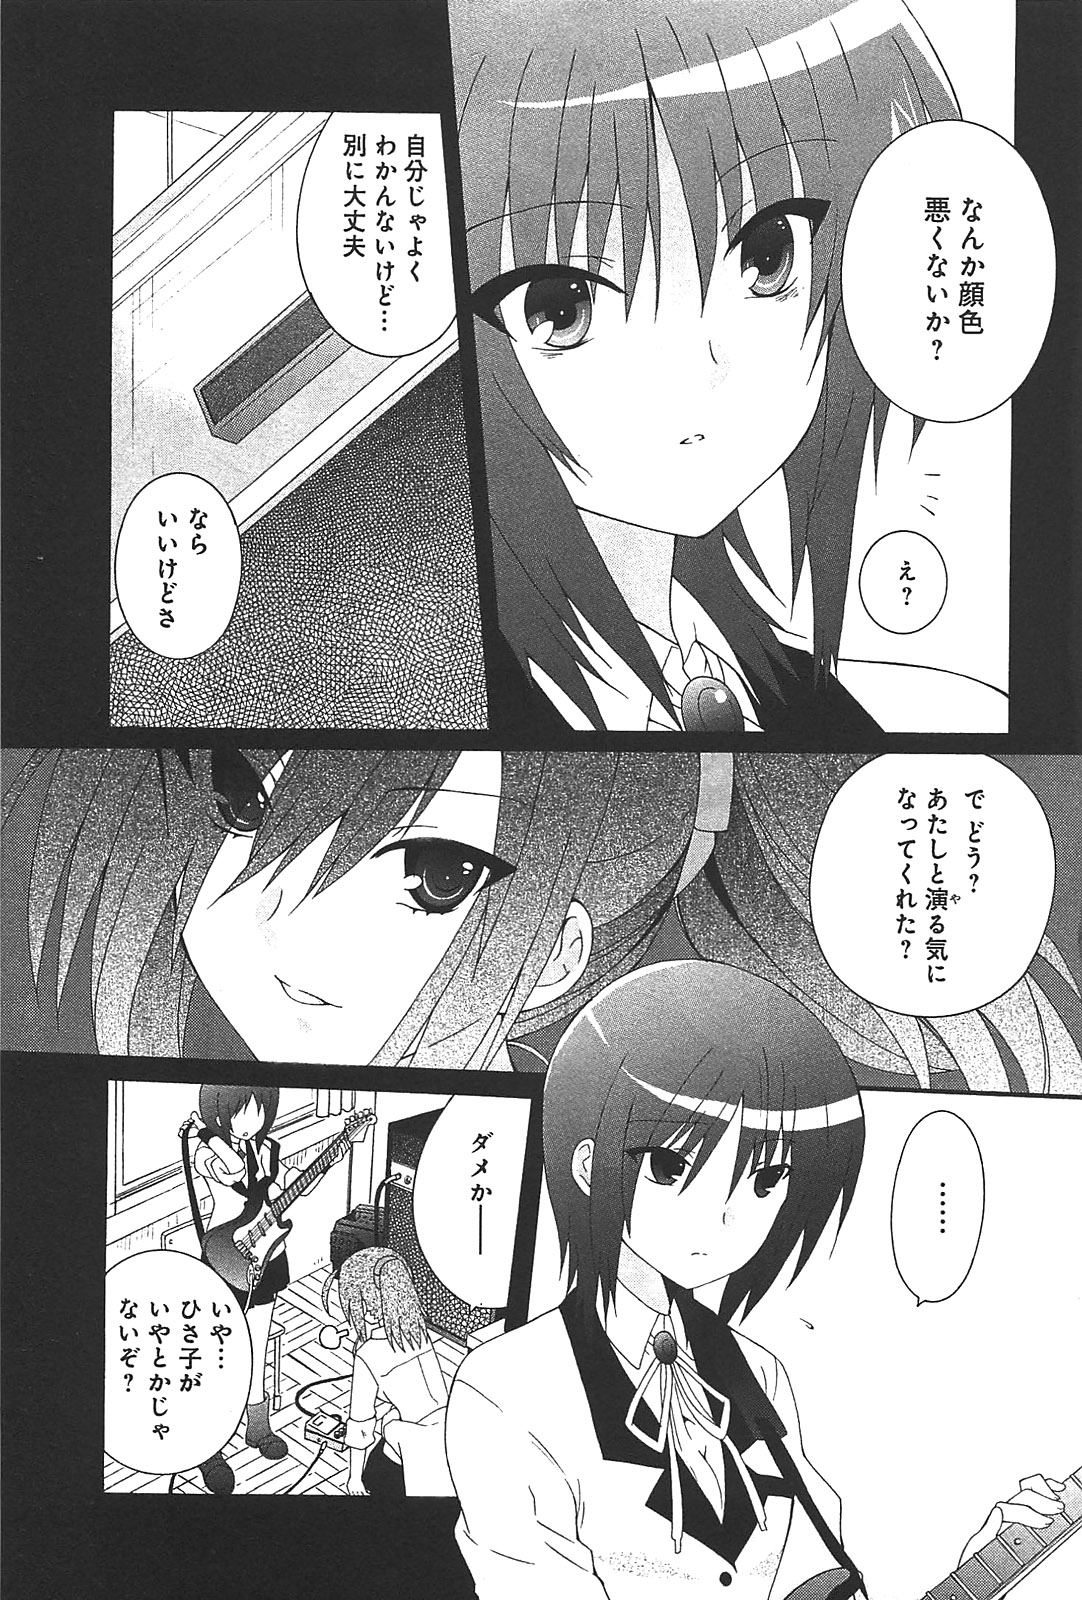 なんか顔色
悪くないか？
え？
自分じゃよく
わかんないけど…
別に大丈夫
なら
いいけどさ
で どう？
あたしと演る気に
や
なってくれた？
……
ダメかー
いや…
ひさ子が
いやとかじゃ
ないぞ？